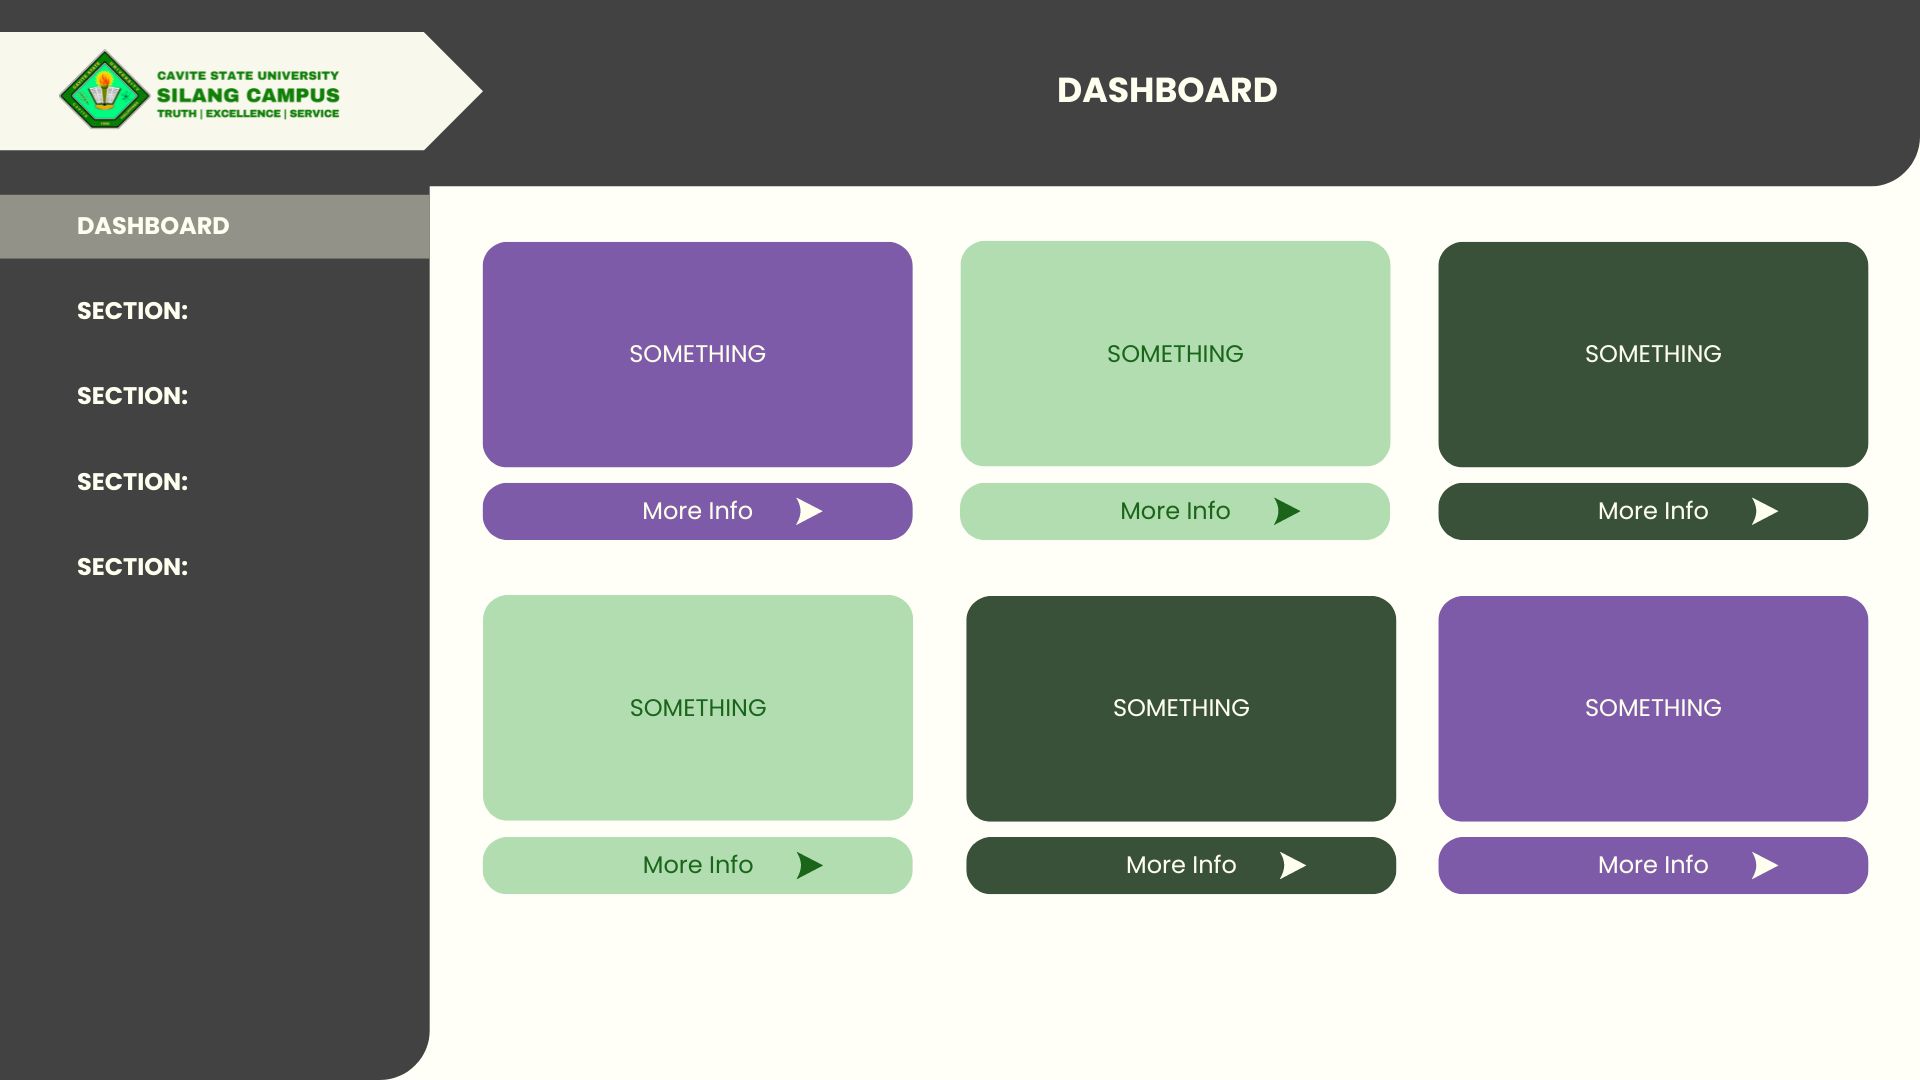 CAVITE STATE UNIVERSITY
SILANG CAMPUS
TRUTH | EXCELLENCE | SERVICE
DASHBOARD
DASHBOARD
SECTION:
SECTION:
SECTION:
SECTION:
SOMETHING
SOMETHING
SOMETHING
More Info
More Info
More Info
SOMETHING
SOMETHING
SOMETHING
More Info
More Info
More Info